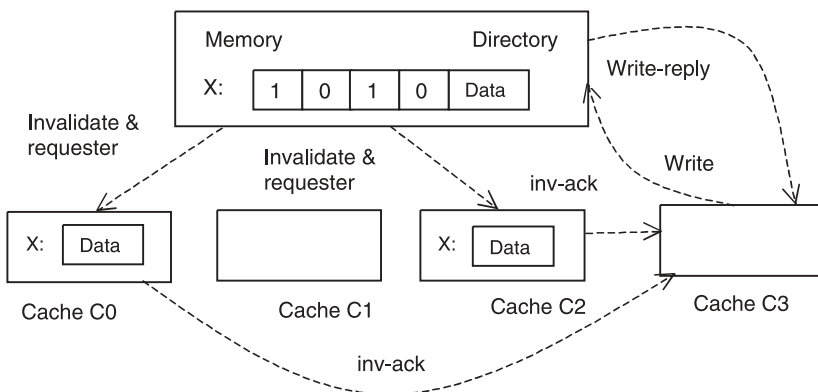 Memory
Directory
X:
1 0 1 0 Data
Write-reply
Invalidate &
requester
Invalidate &
requester
Write
inv-ack
X:
Data
X:
Data
Cache C0
Cache C1
Cache C2
Cache C3
inv-ack